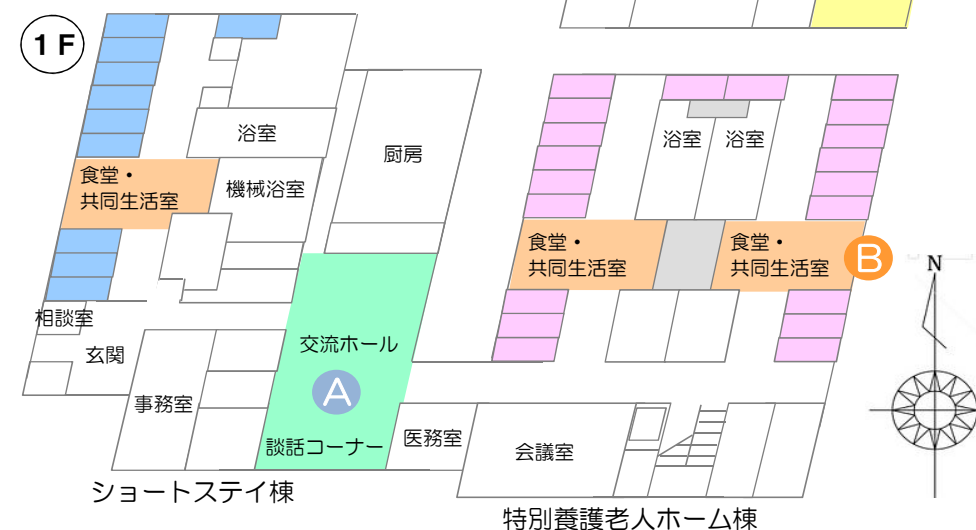 1F
浴室
厨房
浴室
浴室
食堂・
共同生活室
機械浴室
食堂・
共同生活室
食堂・
共同生活室
B
N
相談室
玄関
交流ホール
A
事務室
談話コーナー
医務室
会議室
ショートステイ棟
特別養護老人ホーム棟